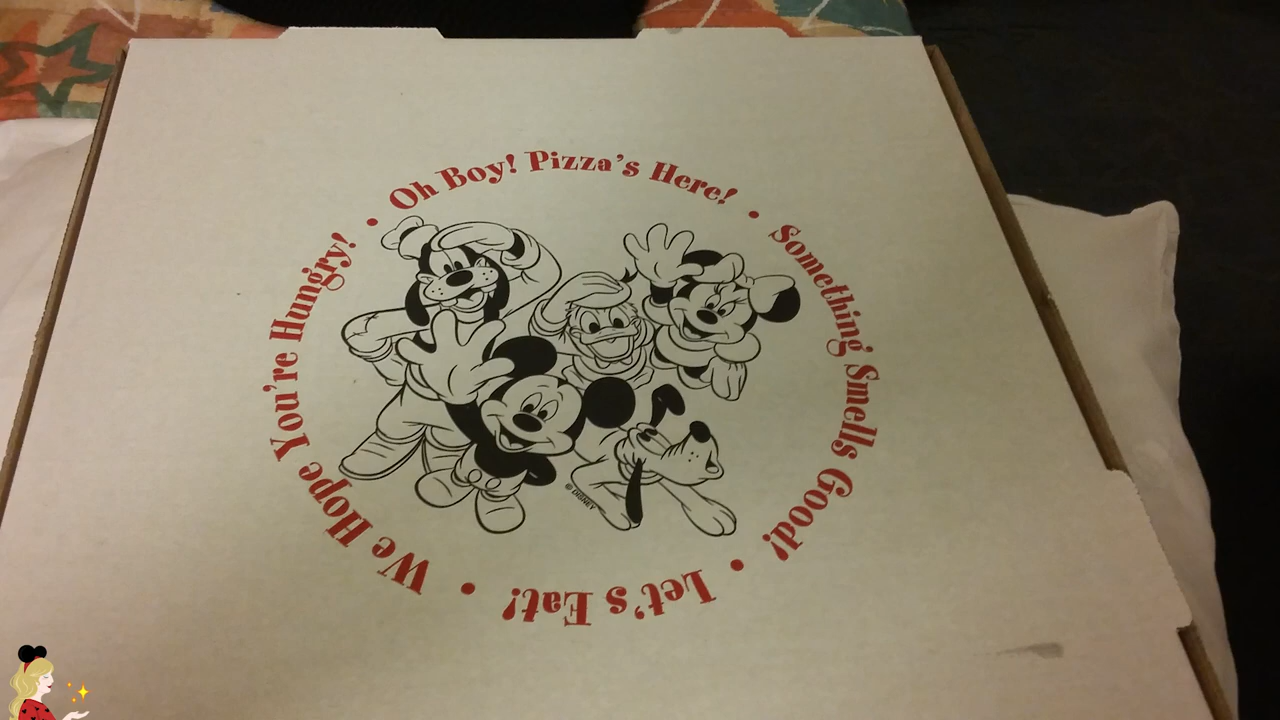 Oh Boy! Pizza's Here!
Something Smells Good!
Let's Eat!
We Hope You're Hungry!
© DISNEY